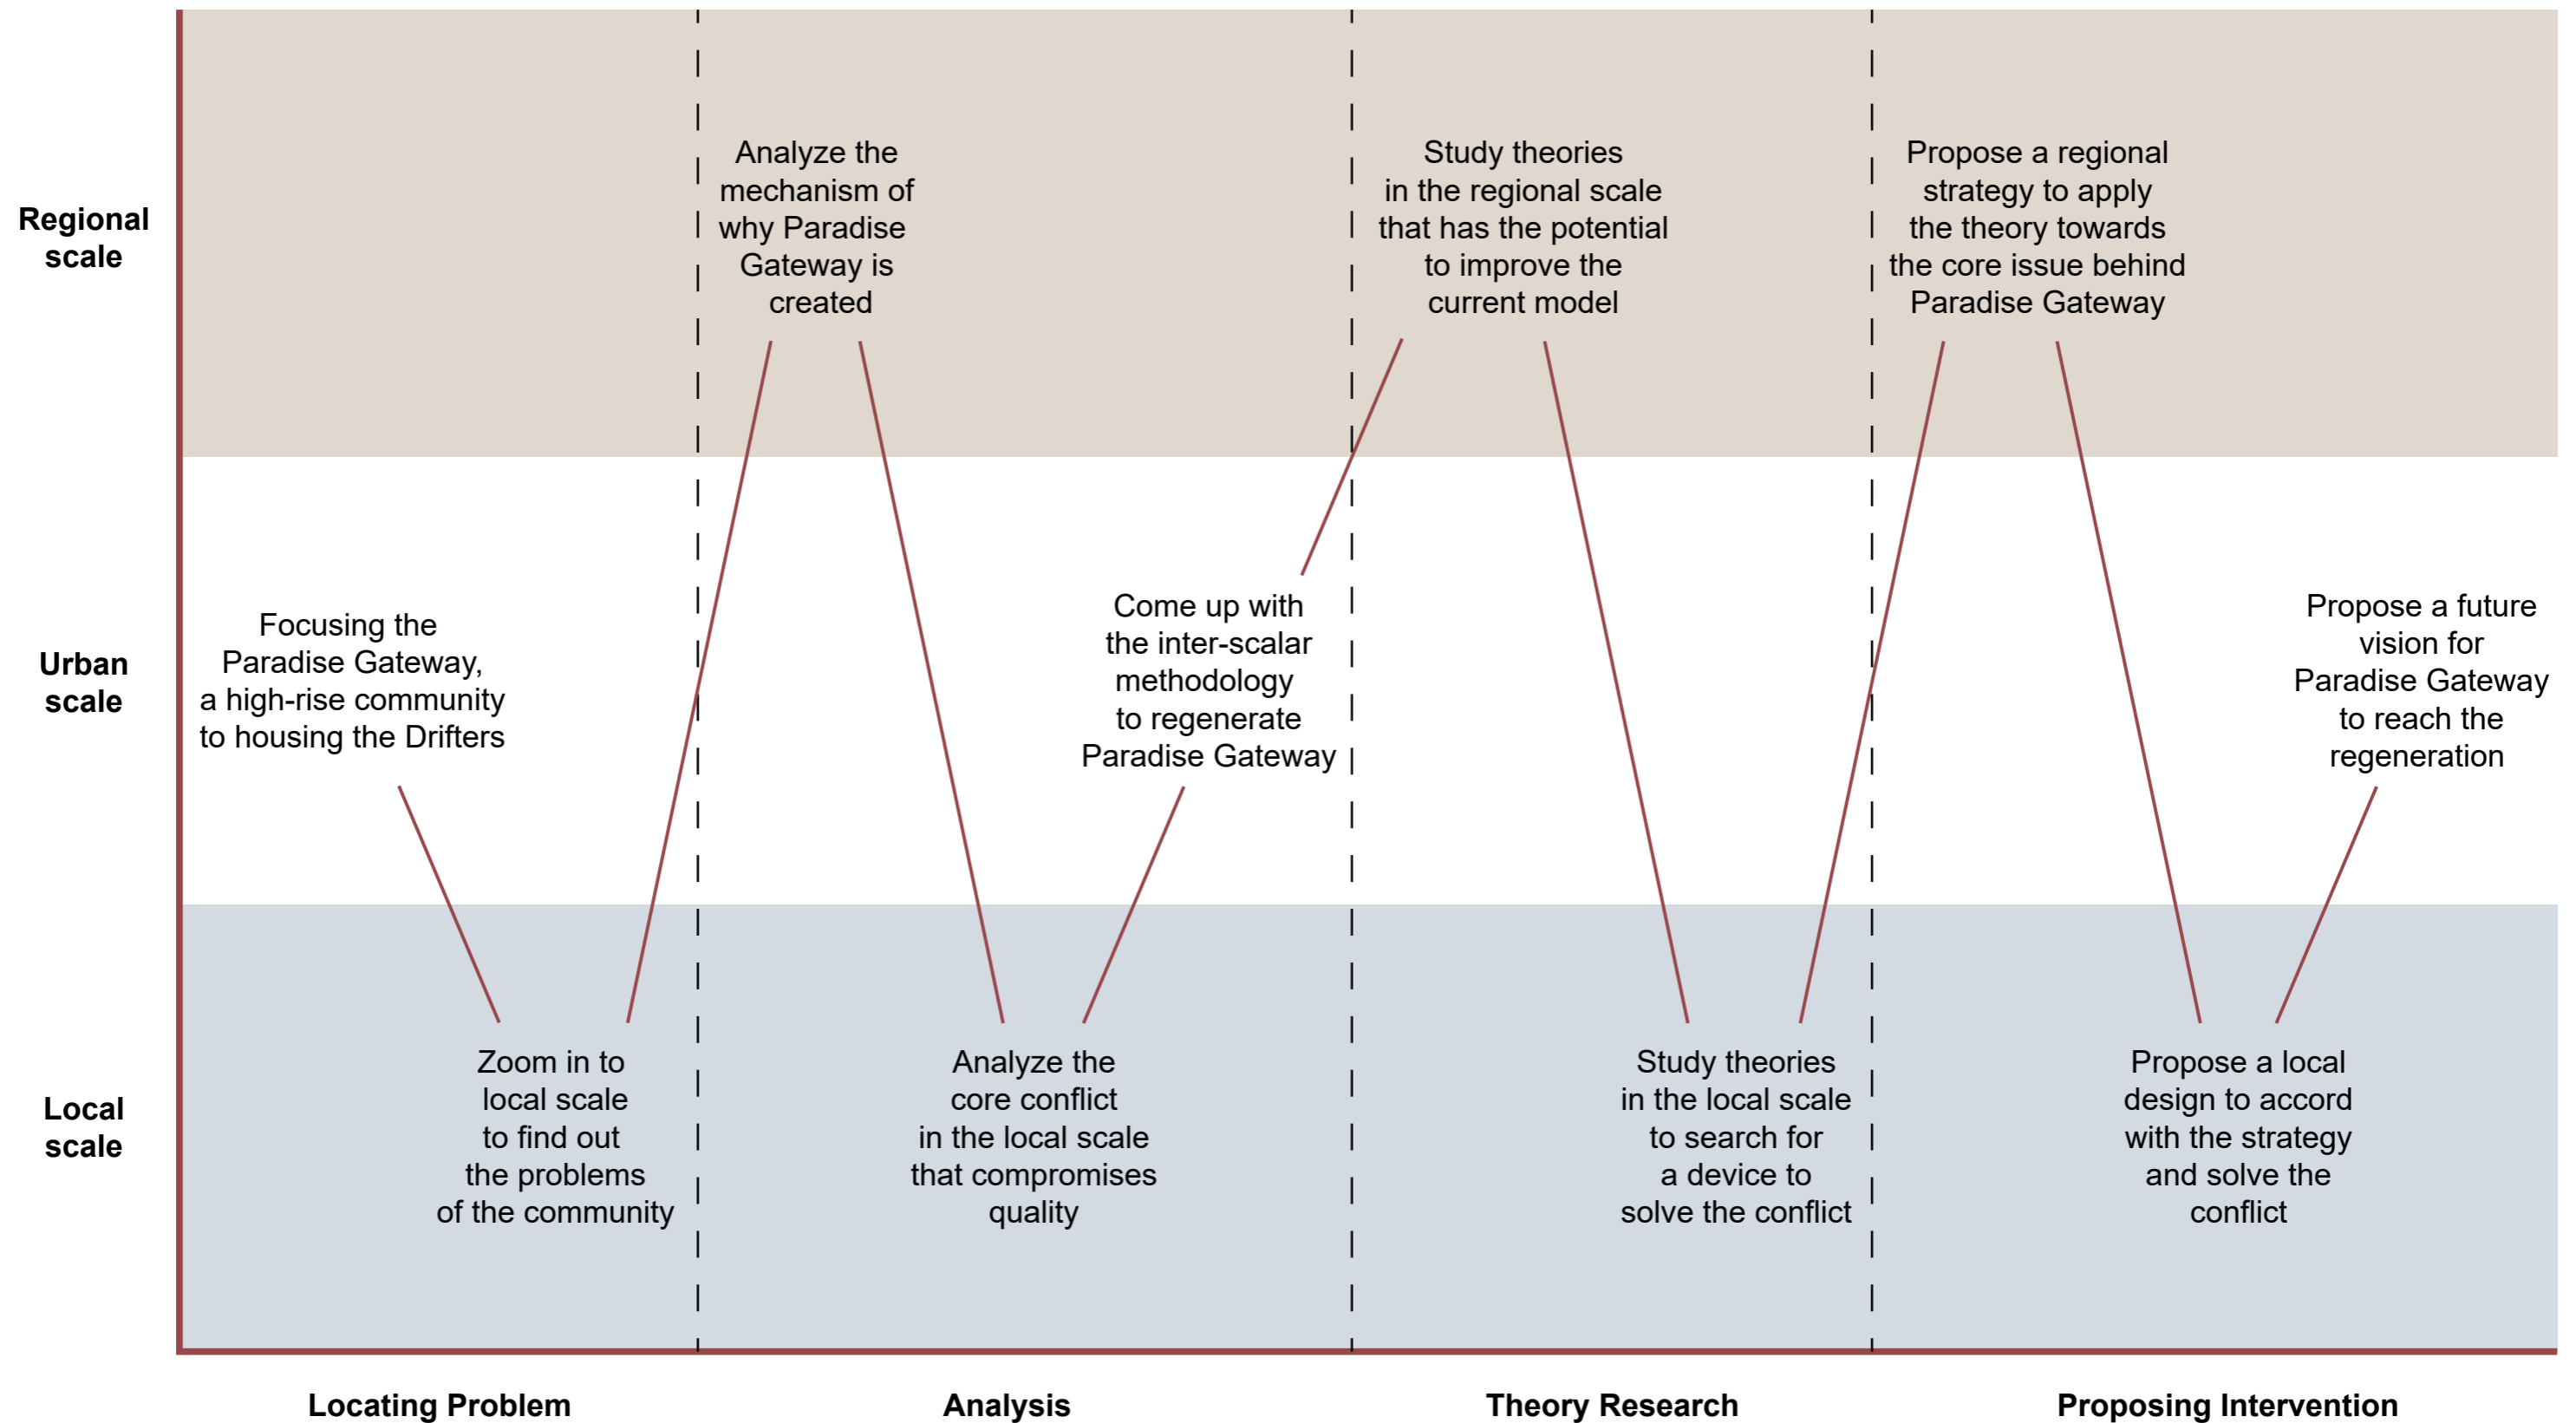 Regional
scale
Analyze the
mechanism of
why Paradise
Gateway is
created
Study theories
in the regional scale
that has the potential
to improve the
current model
Propose a regional
strategy to apply
the theory towards
the core issue behind
Paradise Gateway
Urban
scale
Focusing the
Paradise Gateway,
a high-rise community
to housing the Drifters
Come up with
the inter-scalar
methodology
to regenerate
Paradise Gateway
Propose a future
vision for
Paradise Gateway
to reach the
regeneration
Local
scale
Zoom in to
local scale
to find out
the problems
of the community
Analyze the
core conflict
in the local scale
that compromises
quality
Study theories
in the local scale
to search for
a device to
solve the conflict
Propose a local
design to accord
with the strategy
and solve the
conflict
Locating Problem
Analysis
Theory Research
Proposing Intervention